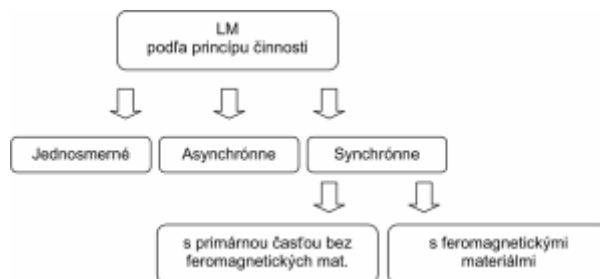 LM
podľa princípu činnosti
Jednosmerné
Asynchrónne
Synchrónne
s primárnou časťou bez
feromagnetických mat.
s feromagnetickými
materiálmi